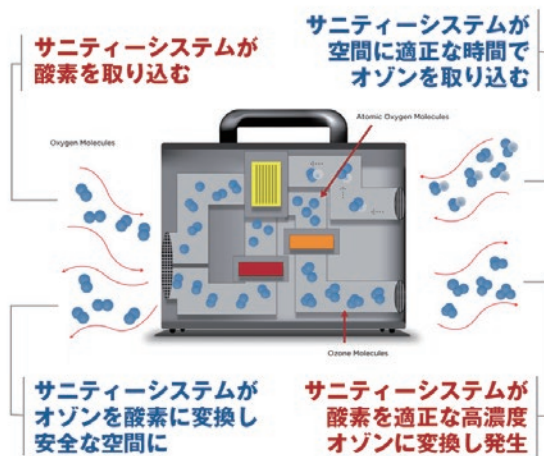 サニティーシステムが
酸素を取り込む
サニティーシステムが
空間に適正な時間で
オゾンを取り込む
Atomic Oxygen Molecules
Oxygen Molecules
Ozone Molecules
サニティーシステムが
オゾンを酸素に変換し
安全な空間に
サニティーシステムが
酸素を適正な高濃度
オゾンに変換し発生